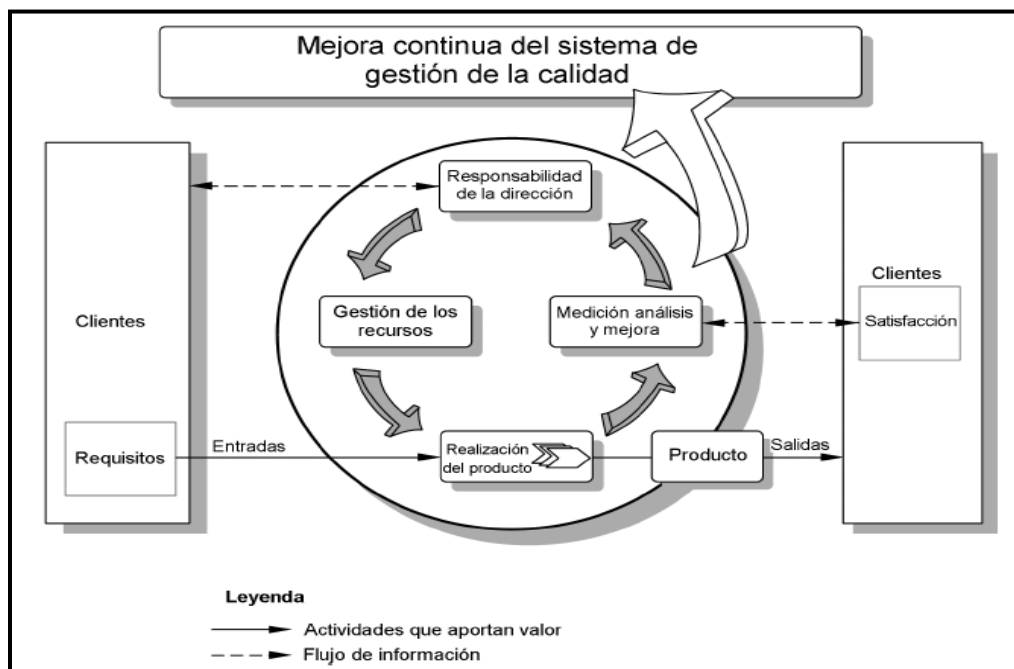 Mejora continua del sistema de
gestión de la calidad
Responsabilidad
de la dirección
Clientes
Gestión de los
recursos
Medición análisis
y mejora
Clientes
Satisfacción
Requisitos
Entradas
Realización
del producto
Producto
Salidas
Leyenda
Actividades que aportan valor
Flujo de información